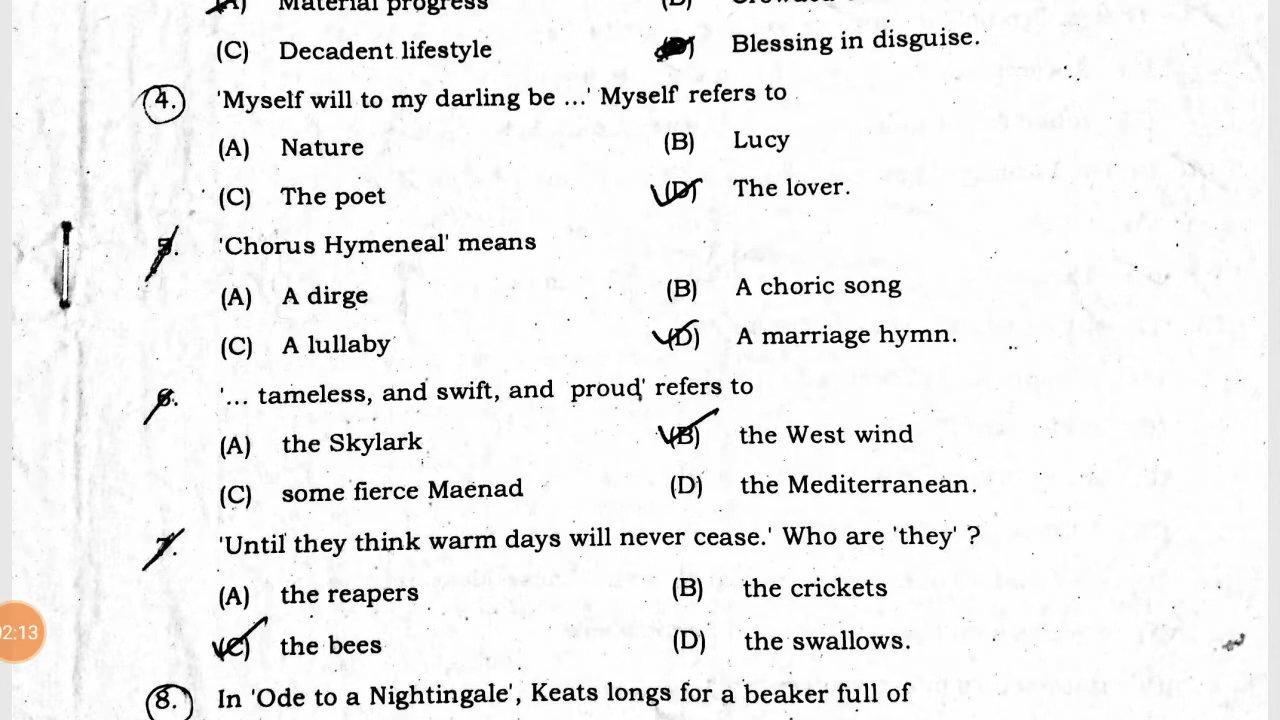 (A) Material progress
(C) Decadent lifestyle (D) Blessing in disguise.
4. 'Myself will to my darling be ...' Myself refers to
(A) Nature (B) Lucy
(C) The poet (D) The lover.
5. 'Chorus Hymeneal' means
(A) A dirge (B) A choric song
(C) A lullaby (D) A marriage hymn.
6. '... tameless, and swift, and proud' refers to
(A) the Skylark (B) the West wind
(C) some fierce Maenad (D) the Mediterranean.
7. 'Until they think warm days will never cease.' Who are 'they' ?
(A) the reapers (B) the crickets
(C) the bees (D) the swallows.
02:13
8. In 'Ode to a Nightingale', Keats longs for a beaker full of